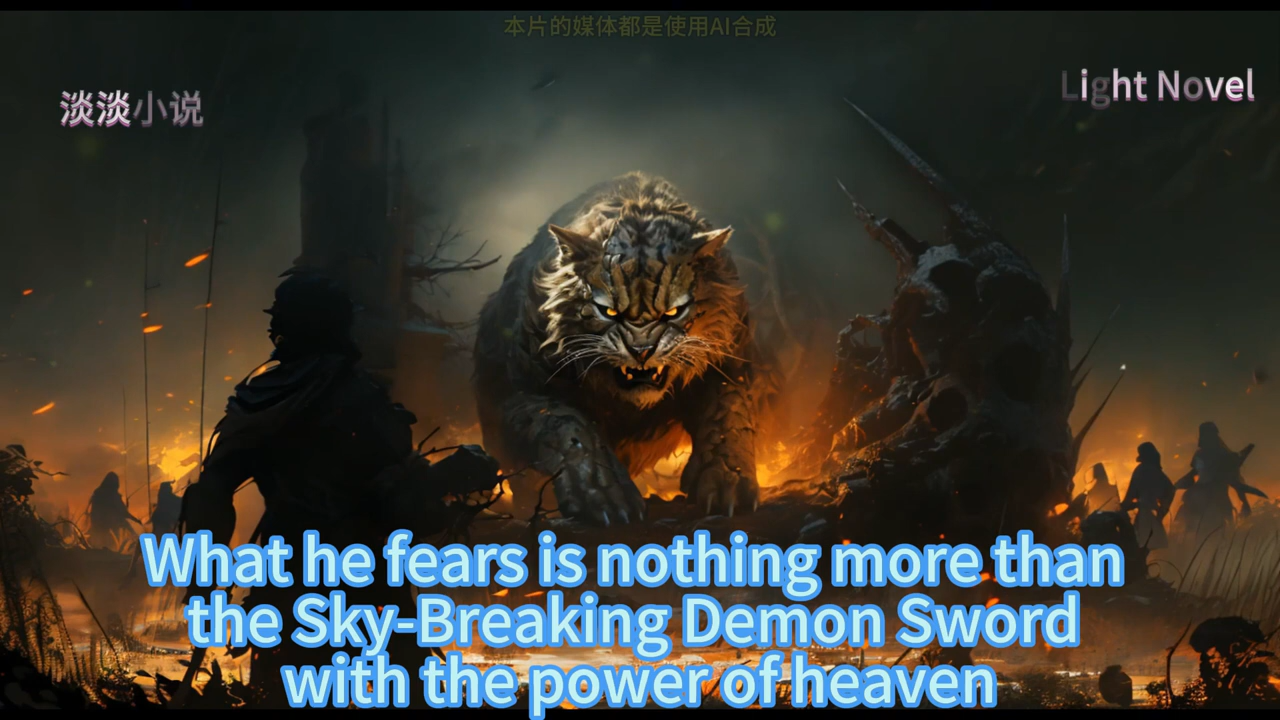 本片的媒体都是使用AI合成
淡淡小说
Light Novel
What he fears is nothing more than
the Sky-Breaking Demon Sword
with the power of heaven